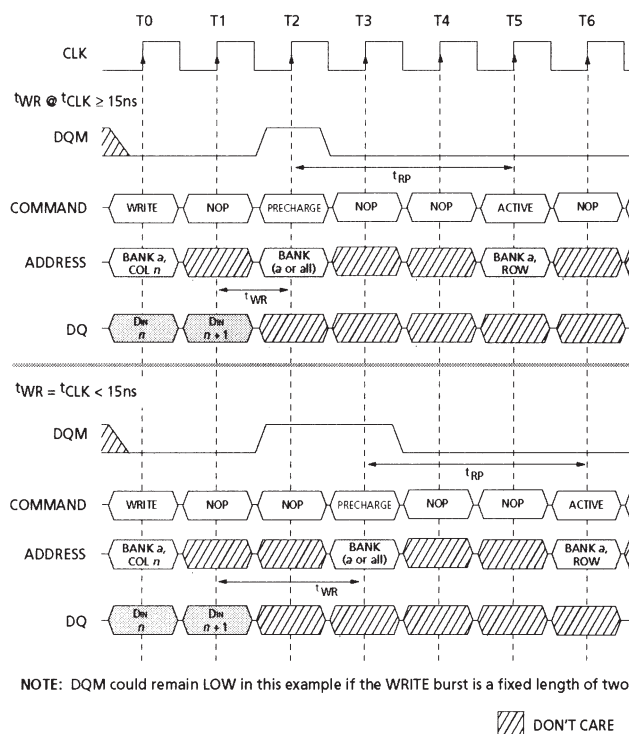 T0 T1 T2 T3 T4 T5 T6
CLK
tWR @ tCLK ≥ 15ns
DQM
tRP
COMMAND WRITE NOP PRECHARGE NOP NOP ACTIVE NOP
ADDRESS BANK a, COL n BANK (a or all) BANK a, ROW
tWR
DQ DIN n DIN n + 1
tWR = tCLK < 15ns
DQM
tRP
COMMAND WRITE NOP NOP PRECHARGE NOP NOP ACTIVE
ADDRESS BANK a, COL n BANK (a or all) BANK a, ROW
tWR
DQ DIN n DIN n + 1
NOTE: DQM could remain LOW in this example if the WRITE burst is a fixed length of two
DON'T CARE